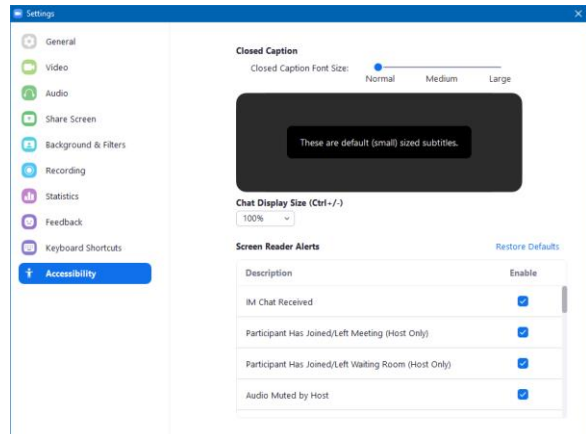 Settings
General
Video
Audio
Share Screen
Background & Filters
Recording
Statistics
Feedback
Keyboard Shortcuts
Accessibility
Closed Caption
Closed Caption Font Size:
Normal Medium Large
These are default (small) sized subtitles.
Chat Display Size (Ctrl+/-)
100%
Screen Reader Alerts Restore Defaults
Description Enable
IM Chat Received
Participant Has Joined/Left Meeting (Host Only)
Participant Has Joined/Left Waiting Room (Host Only)
Audio Muted by Host